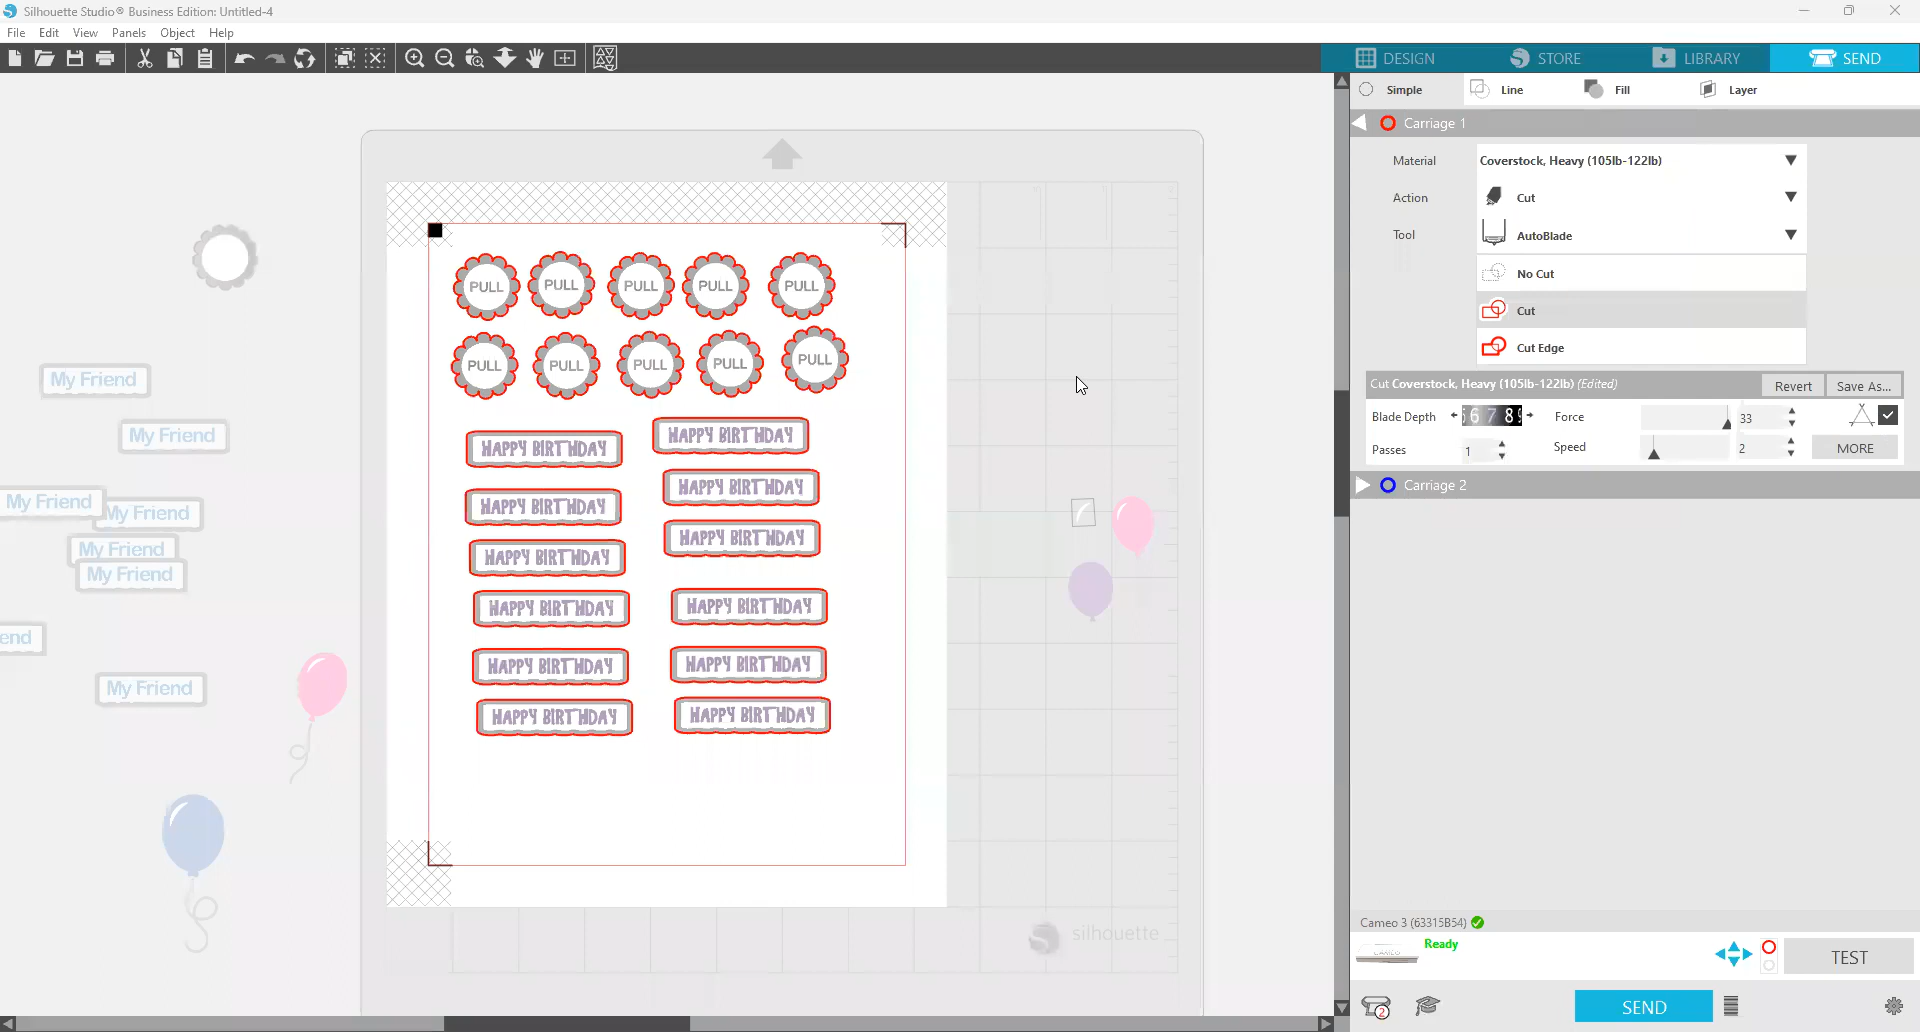 Silhouette Studio® Business Edition: Untitled-4
File Edit View Panels Object Help
DESIGN STORE LIBRARY SEND
Simple Line Fill Layer
Carriage 1
Material Coverstock, Heavy (105lb-122lb)
Action Cut
Tool AutoBlade
No Cut
Cut
Cut Edge
Cut Coverstock, Heavy (105lb-122lb) (Edited) Revert Save As...
Blade Depth 6 7 8 Force 33
Passes 1 Speed 2 MORE
Carriage 2
PULL PULL PULL PULL PULL
PULL PULL PULL PULL PULL
HAPPY BIRTHDAY HAPPY BIRTHDAY
HAPPY BIRTHDAY HAPPY BIRTHDAY
HAPPY BIRTHDAY HAPPY BIRTHDAY
HAPPY BIRTHDAY HAPPY BIRTHDAY
HAPPY BIRTHDAY HAPPY BIRTHDAY
HAPPY BIRTHDAY HAPPY BIRTHDAY
My Friend
My Friend
My Friend My Friend
My Friend
My Friend
end
My Friend
silhouette
Cameo 3 (63315B54)
Ready
CAMEO
TEST
2
SEND